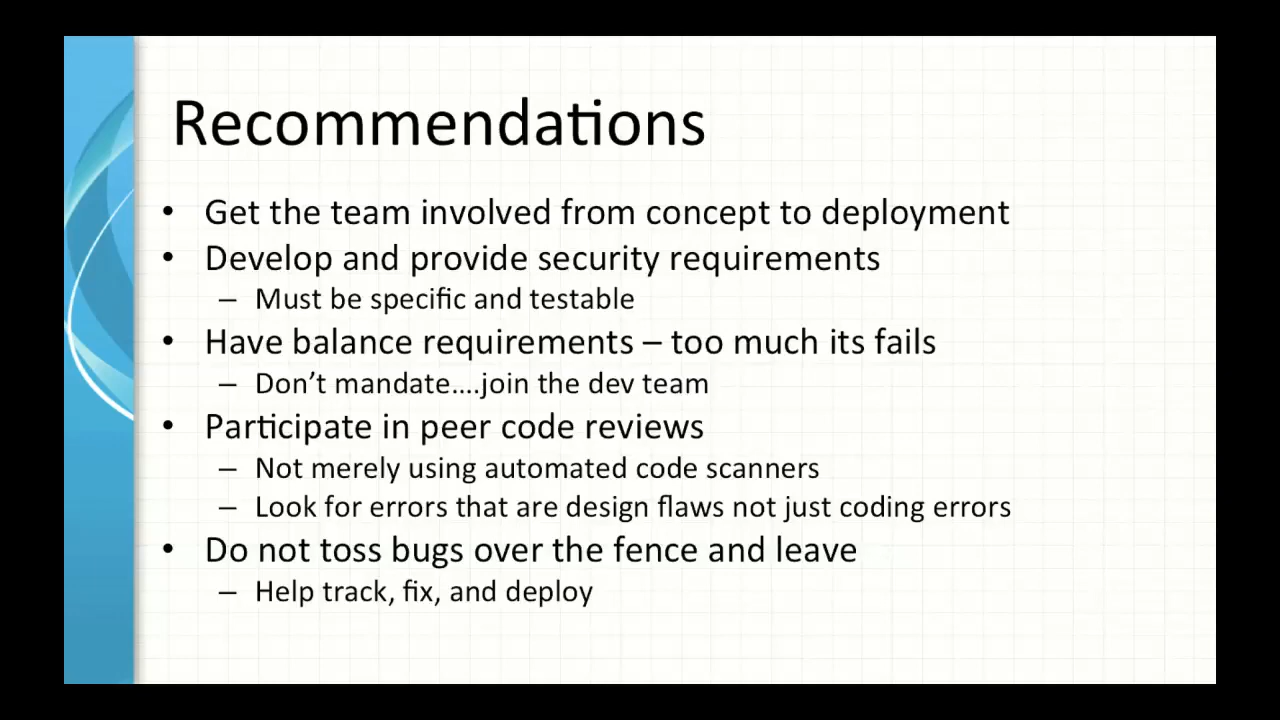 Recommendations
• Get the team involved from concept to deployment
• Develop and provide security requirements
– Must be specific and testable
• Have balance requirements – too much its fails
– Don’t mandate....join the dev team
• Participate in peer code reviews
– Not merely using automated code scanners
– Look for errors that are design flaws not just coding errors
• Do not toss bugs over the fence and leave
– Help track, fix, and deploy